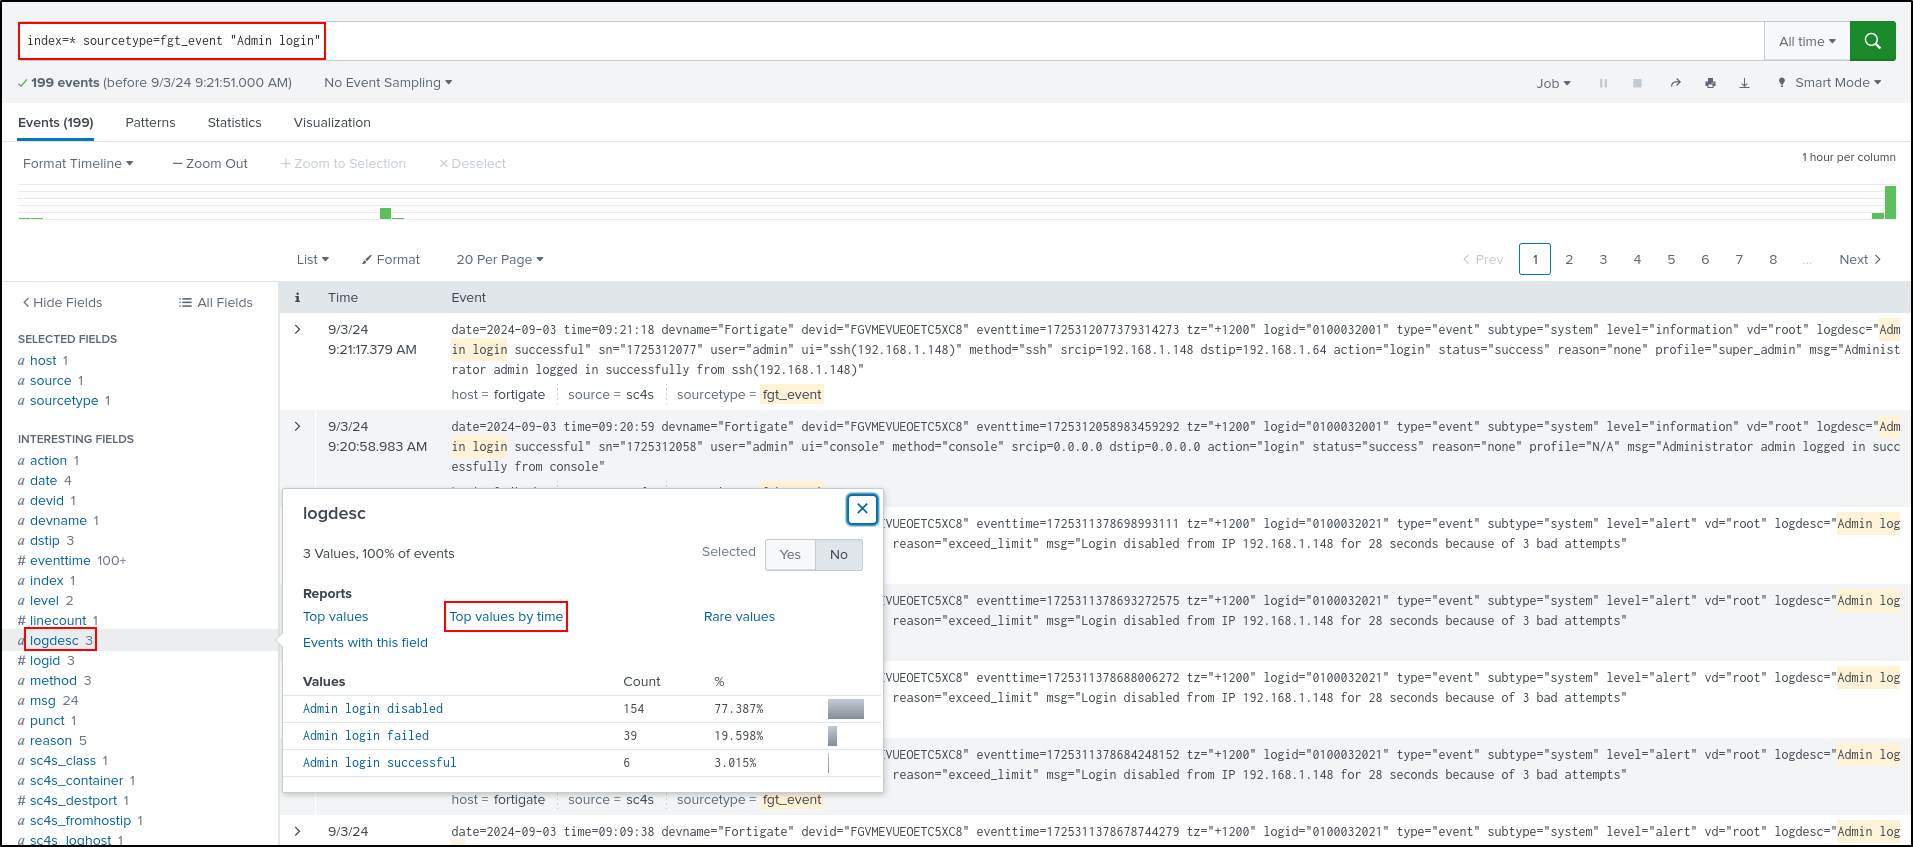 index=* sourcetype=fgt_event "Admin login"
All time
199 events (before 9/3/24 9:21:51.000 AM)
No Event Sampling
Job
Smart Mode
Events (199)
Patterns
Statistics
Visualization
Format Timeline
Zoom Out
Zoom to Selection
Deselect
1 hour per column
List
Format
20 Per Page
Prev
1
2
3
4
5
6
7
8
...
Next
Hide Fields
All Fields
SELECTED FIELDS
a host 1
a source 1
a sourcetype 1
INTERESTING FIELDS
a action 1
a date 4
a devid 1
a devname 1
a dstip 3
# eventtime 100+
a index 1
a level 2
# linecount 1
a logdesc 3
# logid 3
a method 3
a msg 24
a punct 1
a reason 5
a sc4s_class 1
a sc4s_container 1
# sc4s_destport 1
a sc4s_fromhostip 1
a sc4s_loghost 1
i
Time
Event
9/3/24
9:21:17.379 AM
date=2024-09-03 time=09:21:18 devname="Fortigate" devid="FGVMEVUEOETC5XC8" eventtime=1725312077379314273 tz="+1200" logid="0100032001" type="event" subtype="system" level="information" vd="root" logdesc="Adm
in login successful" sn="1725312077" user="admin" ui="ssh(192.168.1.148)" method="ssh" srcip=192.168.1.148 dstip=192.168.1.64 action="login" status="success" reason="none" profile="super_admin" msg="Administ
rator admin logged in successfully from ssh(192.168.1.148)"
host = fortigate
source = sc4s
sourcetype = fgt_event
9/3/24
9:20:58.983 AM
date=2024-09-03 time=09:20:59 devname="Fortigate" devid="FGVMEVUEOETC5XC8" eventtime=1725312058983459292 tz="+1200" logid="0100032001" type="event" subtype="system" level="information" vd="root" logdesc="Adm
in login successful" sn="1725312058" user="admin" ui="console" method="console" srcip=0.0.0.0 dstip=0.0.0.0 action="login" status="success" reason="none" profile="N/A" msg="Administrator admin logged in succ
essfully from console"
logdesc
3 Values, 100% of events
Selected
Yes
No
Reports
Top values
Top values by time
Rare values
Events with this field
Values
Count
%
Admin login disabled 154 77.387%
Admin login failed 39 19.598%
Admin login successful 6 3.015%
VUEOETC5XC8" eventtime=1725311378698993111 tz="+1200" logid="0100032021" type="event" subtype="system" level="alert" vd="root" logdesc="Admin log
reason="exceed_limit" msg="Login disabled from IP 192.168.1.148 for 28 seconds because of 3 bad attempts"
VUEOETC5XC8" eventtime=1725311378693272575 tz="+1200" logid="0100032021" type="event" subtype="system" level="alert" vd="root" logdesc="Admin log
reason="exceed_limit" msg="Login disabled from IP 192.168.1.148 for 28 seconds because of 3 bad attempts"
VUEOETC5XC8" eventtime=1725311378688006272 tz="+1200" logid="0100032021" type="event" subtype="system" level="alert" vd="root" logdesc="Admin log
reason="exceed_limit" msg="Login disabled from IP 192.168.1.148 for 28 seconds because of 3 bad attempts"
VUEOETC5XC8" eventtime=1725311378684248152 tz="+1200" logid="0100032021" type="event" subtype="system" level="alert" vd="root" logdesc="Admin log
reason="exceed_limit" msg="Login disabled from IP 192.168.1.148 for 28 seconds because of 3 bad attempts"
host = fortigate
source = sc4s
sourcetype = fgt_event
9/3/24
date=2024-09-03 time=09:09:38 devname="Fortigate" devid="FGVMEVUEOETC5XC8" eventtime=1725311378678744279 tz="+1200" logid="0100032021" type="event" subtype="system" level="alert" vd="root" logdesc="Admin log